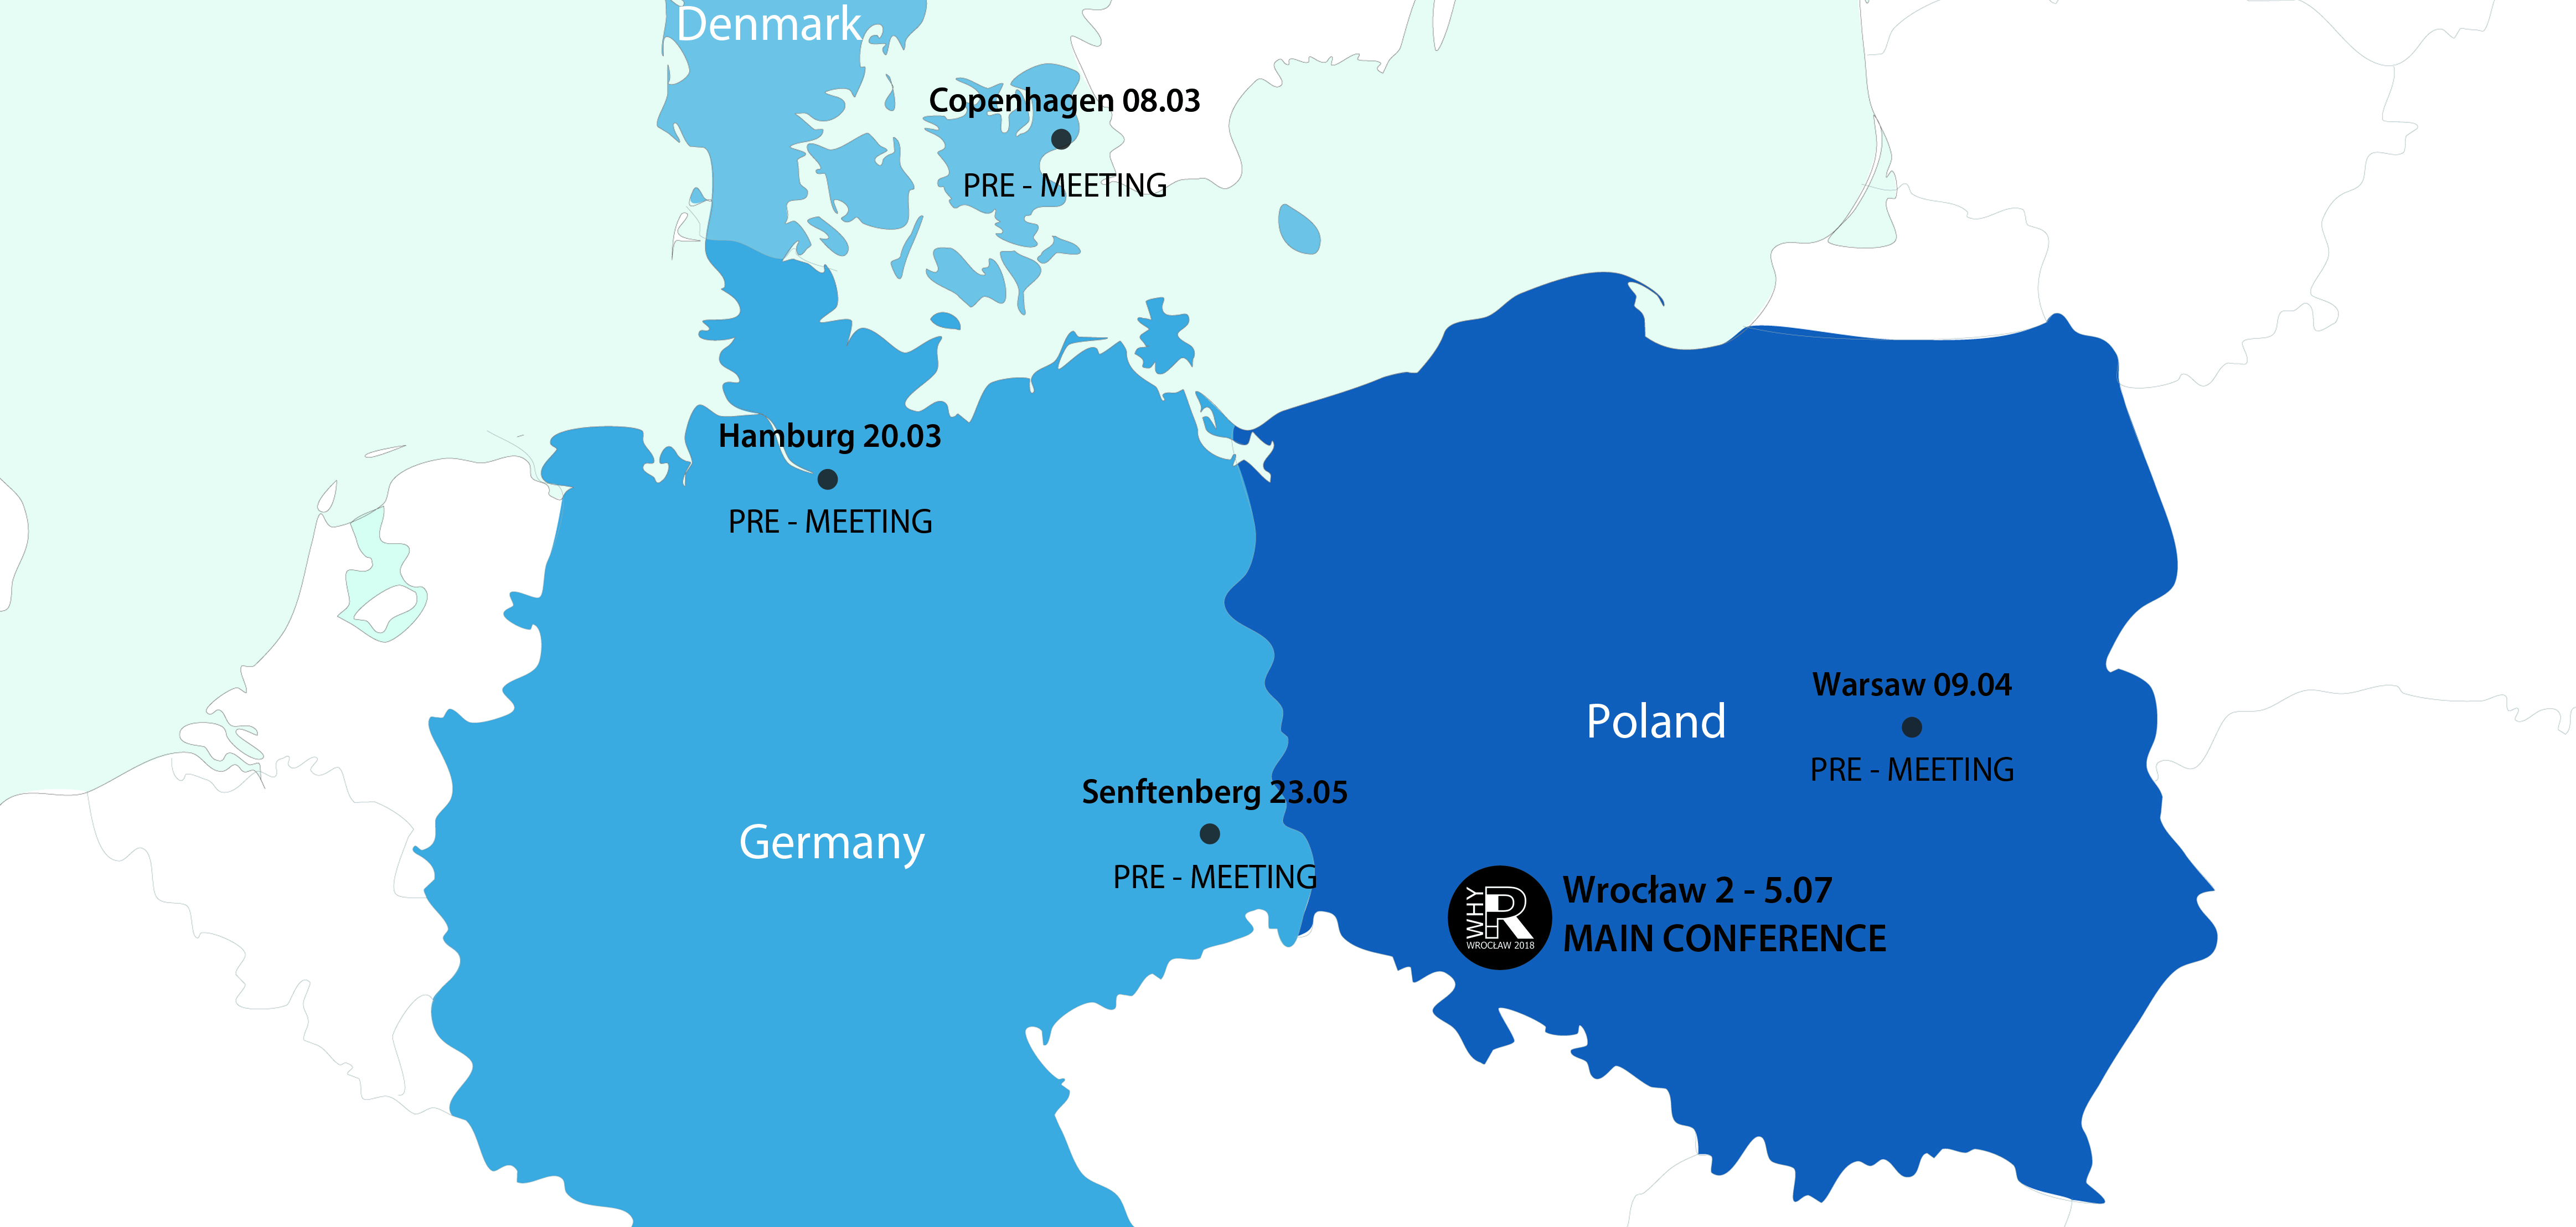 Denmark
Copenhagen 08.03
PRE - MEETING
Hamburg 20.03
PRE - MEETING
Warsaw 09.04
Poland
PRE - MEETING
Senftenberg 23.05
Germany
PRE - MEETING
WHY
R
WROCŁAW 2018
Wrocław 2 - 5.07
MAIN CONFERENCE